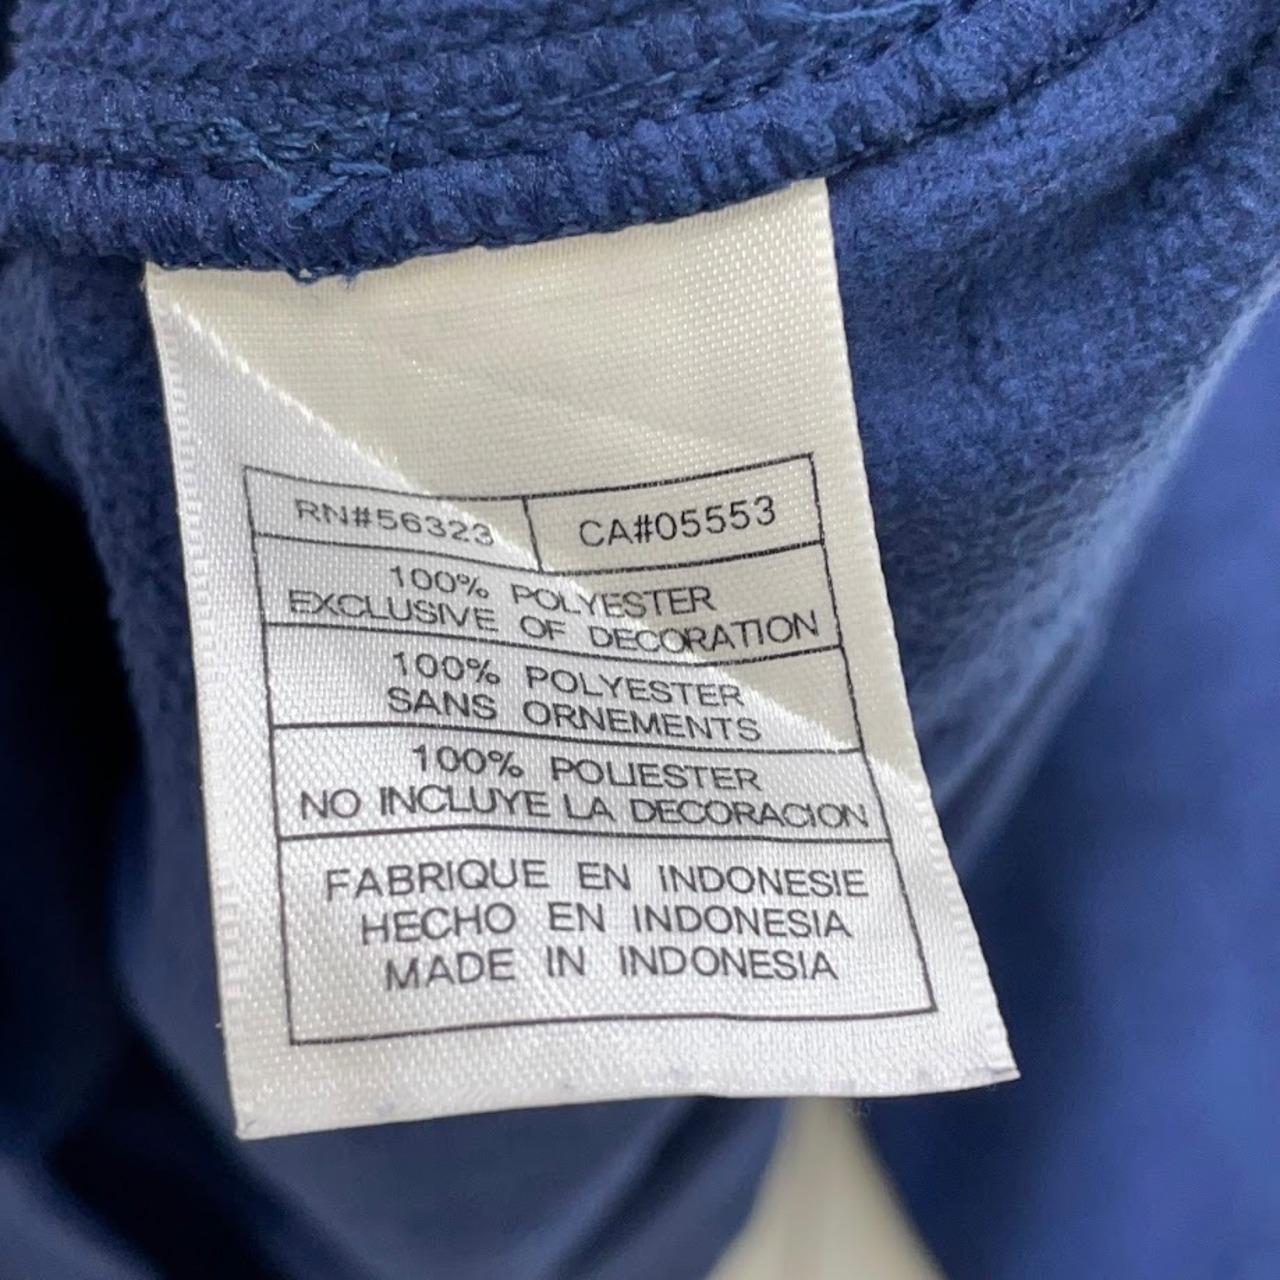 RN#56323 CA#05553
100% POLYESTER
EXCLUSIVE OF DECORATION
100% POLYESTER
SANS ORNEMENTS
100% POLIESTER
NO INCLUYE LA DECORACION
FABRIQUE EN INDONESIE
HECHO EN INDONESIA
MADE IN INDONESIA